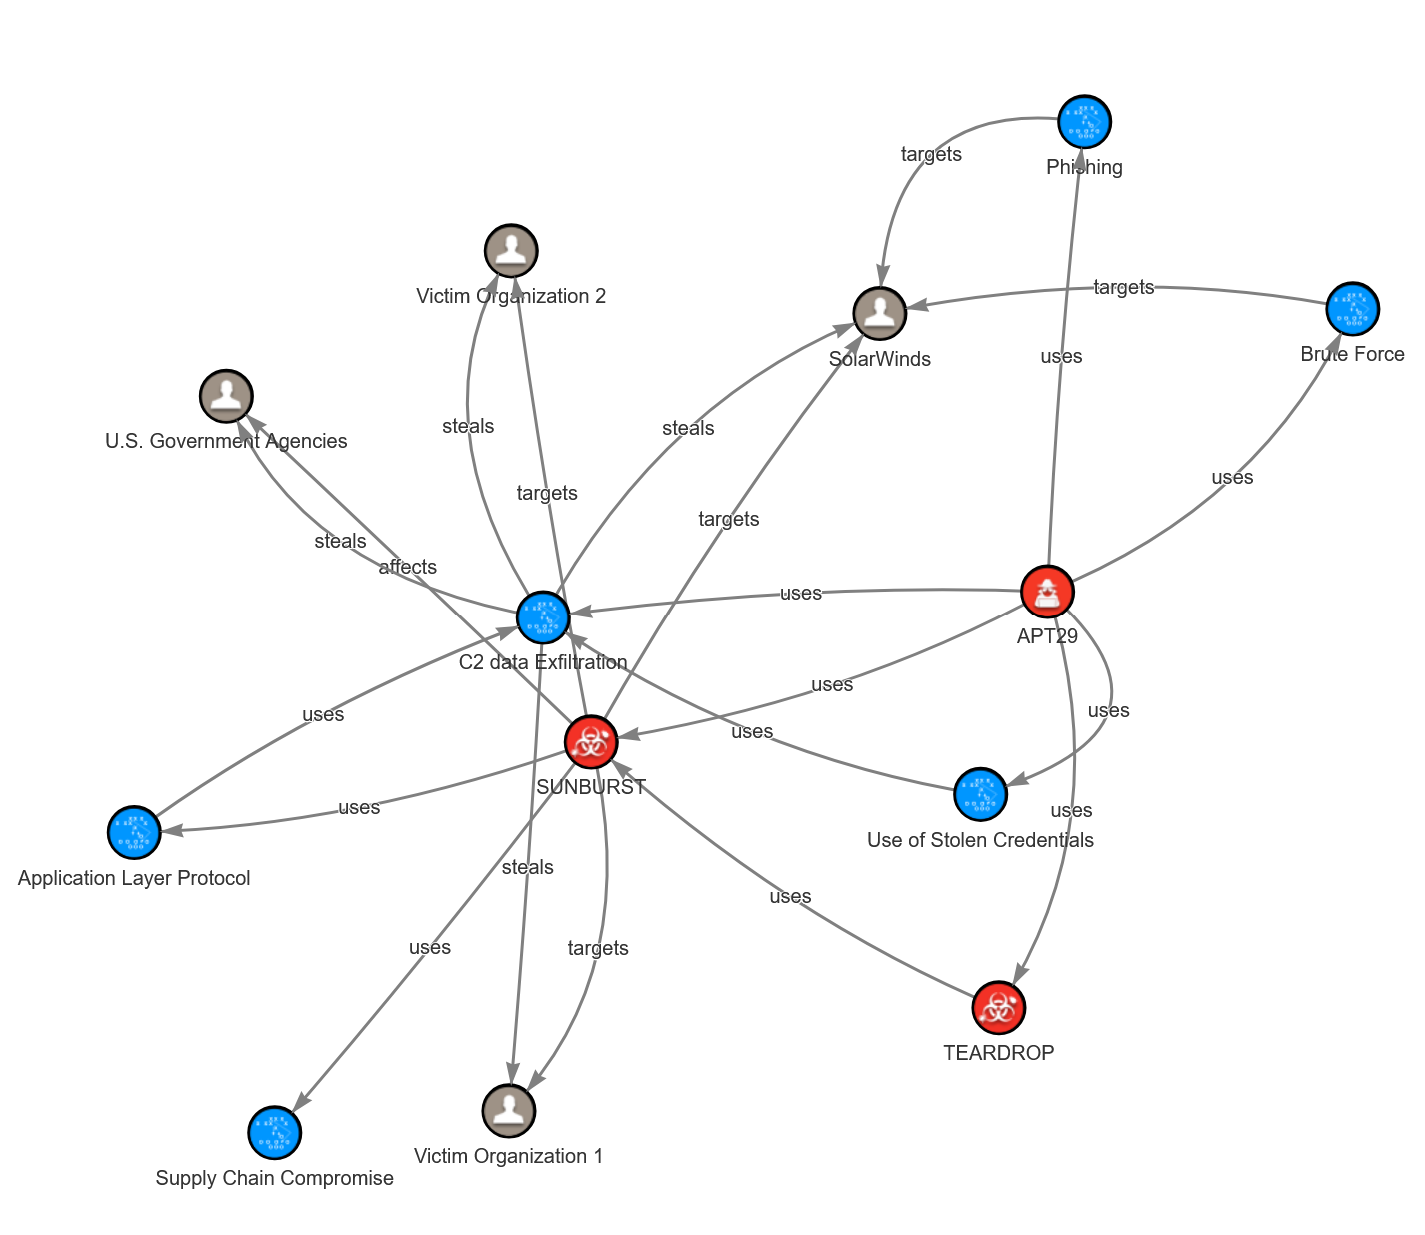 Phishing
targets
Victim Organization 2
targets
SolarWinds
uses
Brute Force
U.S. Government Agencies
steals
steals
uses
targets
targets
steals
affects
uses
APT29
C2 data Exfiltration
uses
uses
uses
uses
SUNBURST
uses
uses
Use of Stolen Credentials
Application Layer Protocol
steals
uses
uses
targets
TEARDROP
Victim Organization 1
Supply Chain Compromise